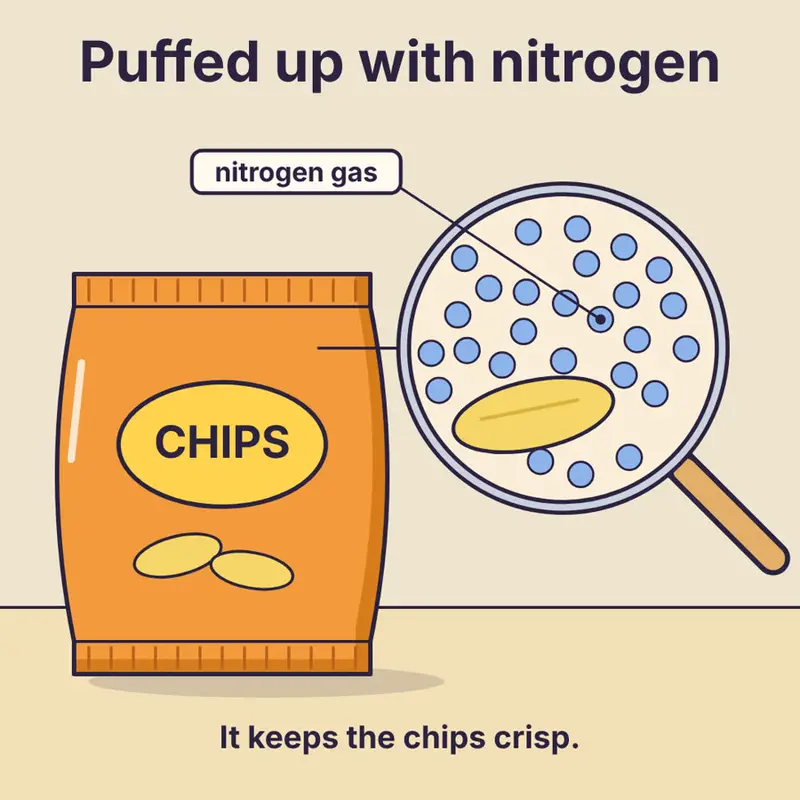 Puffed up with nitrogen
nitrogen gas
CHIPS
It keeps the chips crisp.